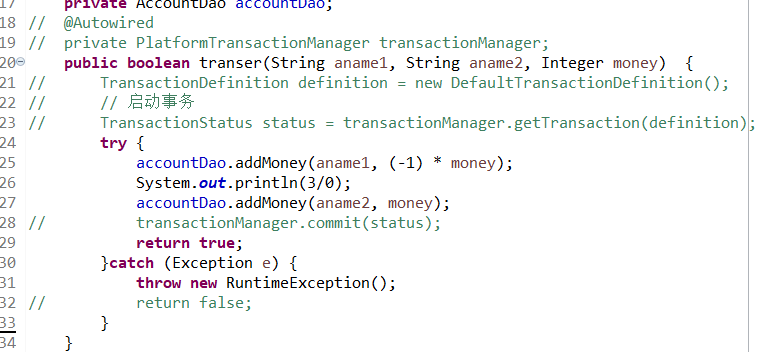 17     private AccountDao accountDao;
18 //  @Autowired
19 //  private PlatformTransactionManager transactionManager;
20     public boolean transer(String aname1, String aname2, Integer money)  {
21 //      TransactionDefinition definition = new DefaultTransactionDefinition();
22 //      // 启动事务
23 //      TransactionStatus status = transactionManager.getTransaction(definition);
24         try {
25             accountDao.addMoney(aname1, (-1) * money);
26             System.out.println(3/0);
27             accountDao.addMoney(aname2, money);
28 //          transactionManager.commit(status);
29             return true;
30         }catch (Exception e) {
31             throw new RuntimeException();
32 //          return false;
33         }
34     }